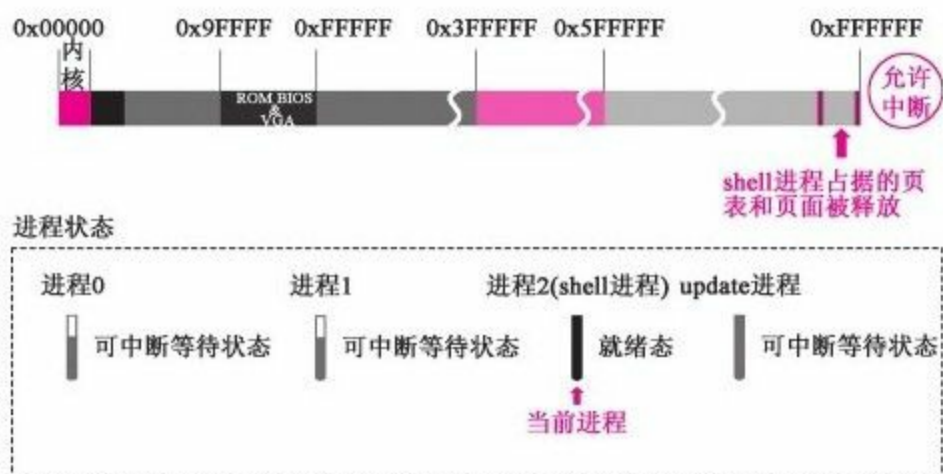 0x00000 0x9FFFF 0xFFFFF 0x3FFFFF 0x5FFFFF 0xFFFFFF
内
核
允许
中断
ROM BIOS
&
VGA
shell进程占据的页
表和页面被释放
进程状态
进程0 进程1 进程2(shell进程) update进程
可中断等待状态 可中断等待状态 就绪态 可中断等待状态
当前进程